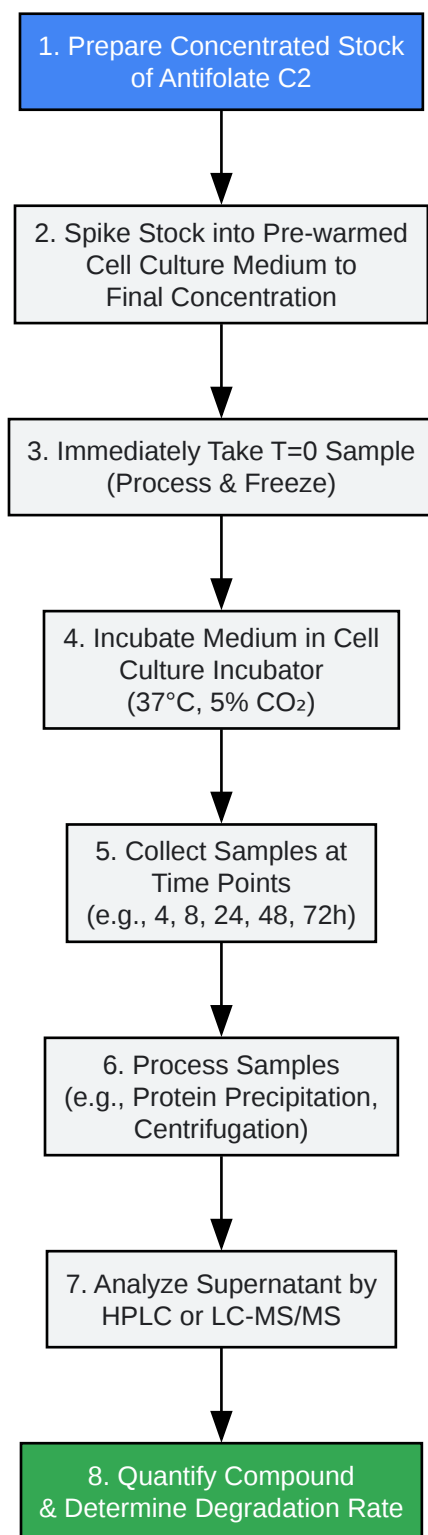 1. Prepare Concentrated Stock
of Antifolate C2
2. Spike Stock into Pre-warmed
Cell Culture Medium to
Final Concentration
3. Immediately Take T=0 Sample
(Process & Freeze)
4. Incubate Medium in Cell
Culture Incubator
(37°C, 5% CO₂)
5. Collect Samples at
Time Points
(e.g., 4, 8, 24, 48, 72h)
6. Process Samples
(e.g., Protein Precipitation,
Centrifugation)
7. Analyze Supernatant by
HPLC or LC-MS/MS
8. Quantify Compound
& Determine Degradation Rate